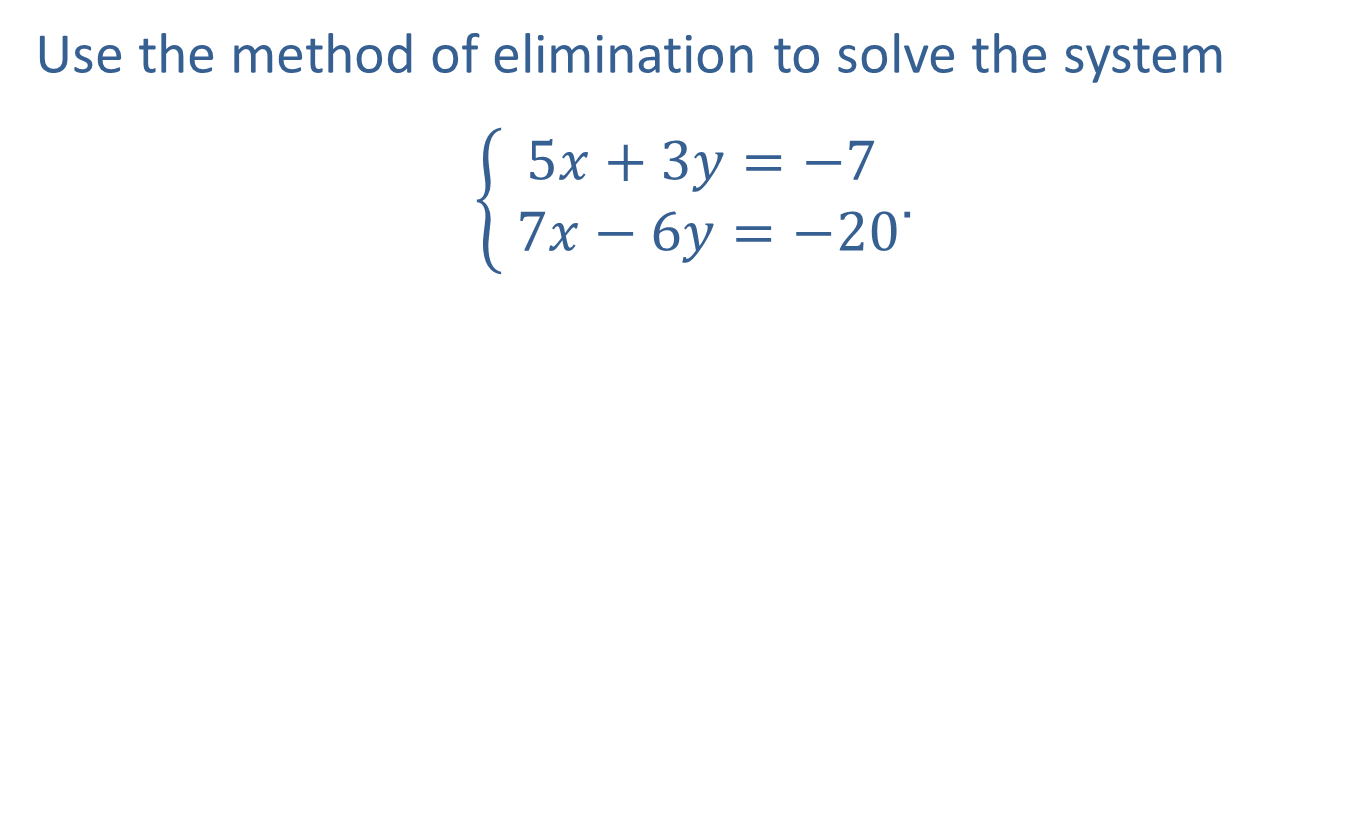 Use the method of elimination to solve the system
5x + 3y = −7
7x − 6y = −20.